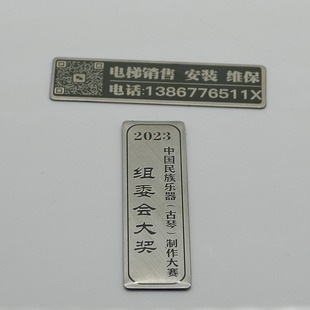 电梯销售 安装 维保
电话:1386776511X
2023
中国民族乐器(古琴)制作大赛
组委会大奖